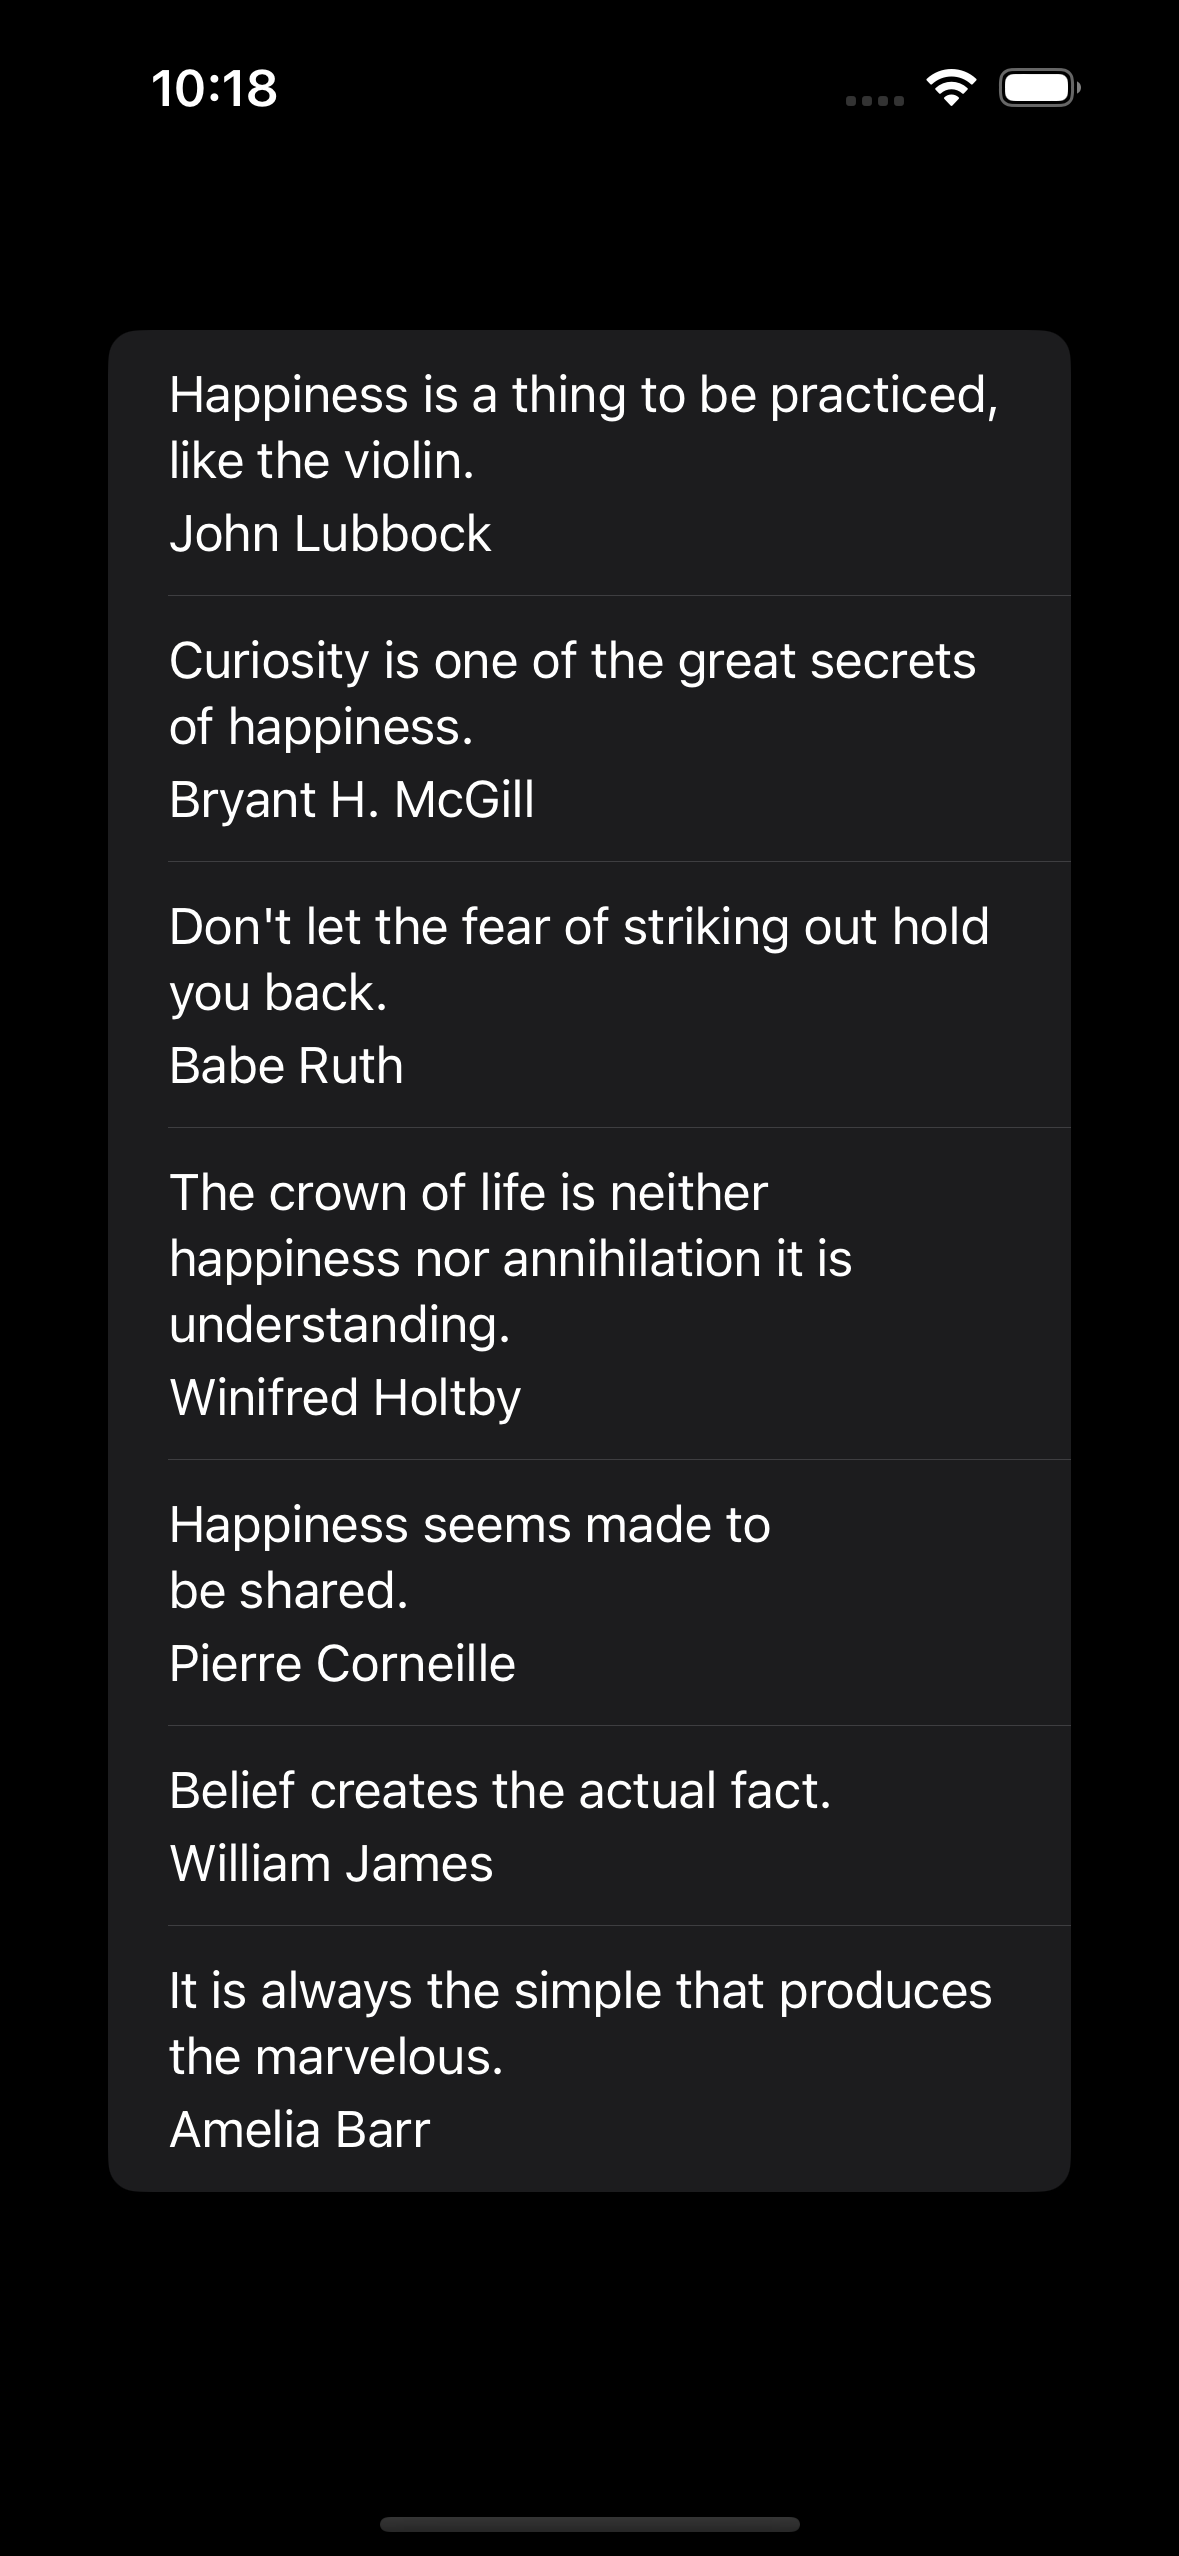 10:18
Happiness is a thing to be practiced,
like the violin.
John Lubbock
Curiosity is one of the great secrets
of happiness.
Bryant H. McGill
Don't let the fear of striking out hold
you back.
Babe Ruth
The crown of life is neither
happiness nor annihilation it is
understanding.
Winifred Holtby
Happiness seems made to
be shared.
Pierre Corneille
Belief creates the actual fact.
William James
It is always the simple that produces
the marvelous.
Amelia Barr